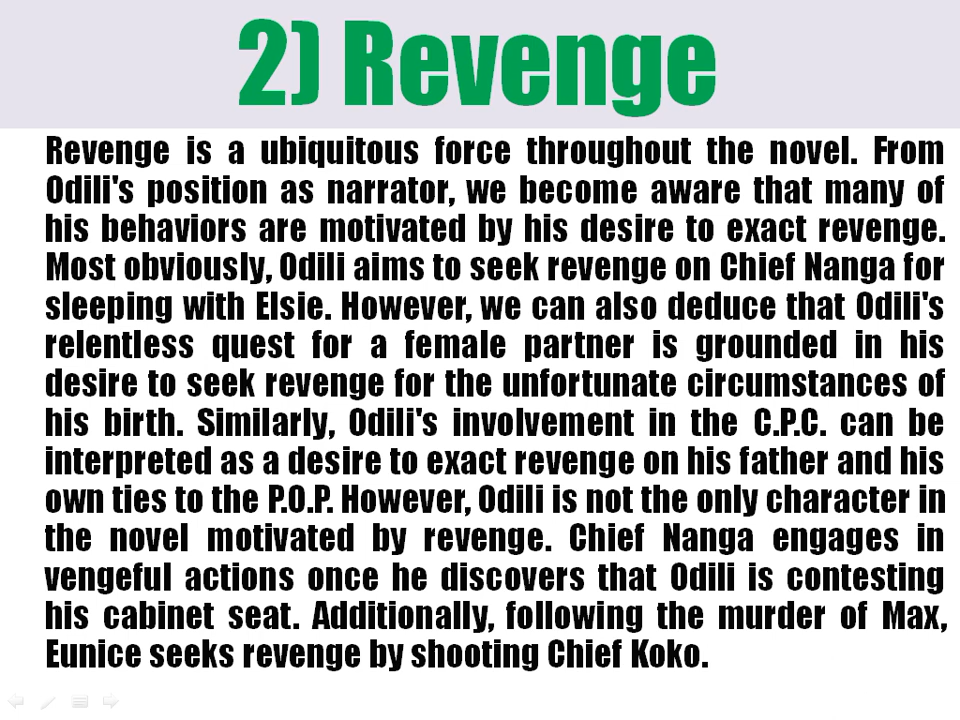 2) Revenge
Revenge is a ubiquitous force throughout the novel. From
Odili's position as narrator, we become aware that many of
his behaviors are motivated by his desire to exact revenge.
Most obviously, Odili aims to seek revenge on Chief Nanga for
sleeping with Elsie. However, we can also deduce that Odili's
relentless quest for a female partner is grounded in his
desire to seek revenge for the unfortunate circumstances of
his birth. Similarly, Odili's involvement in the C.P.C. can be
interpreted as a desire to exact revenge on his father and his
own ties to the P.O.P. However, Odili is not the only character in
the novel motivated by revenge. Chief Nanga engages in
vengeful actions once he discovers that Odili is contesting
his cabinet seat. Additionally, following the murder of Max,
Eunice seeks revenge by shooting Chief Koko.